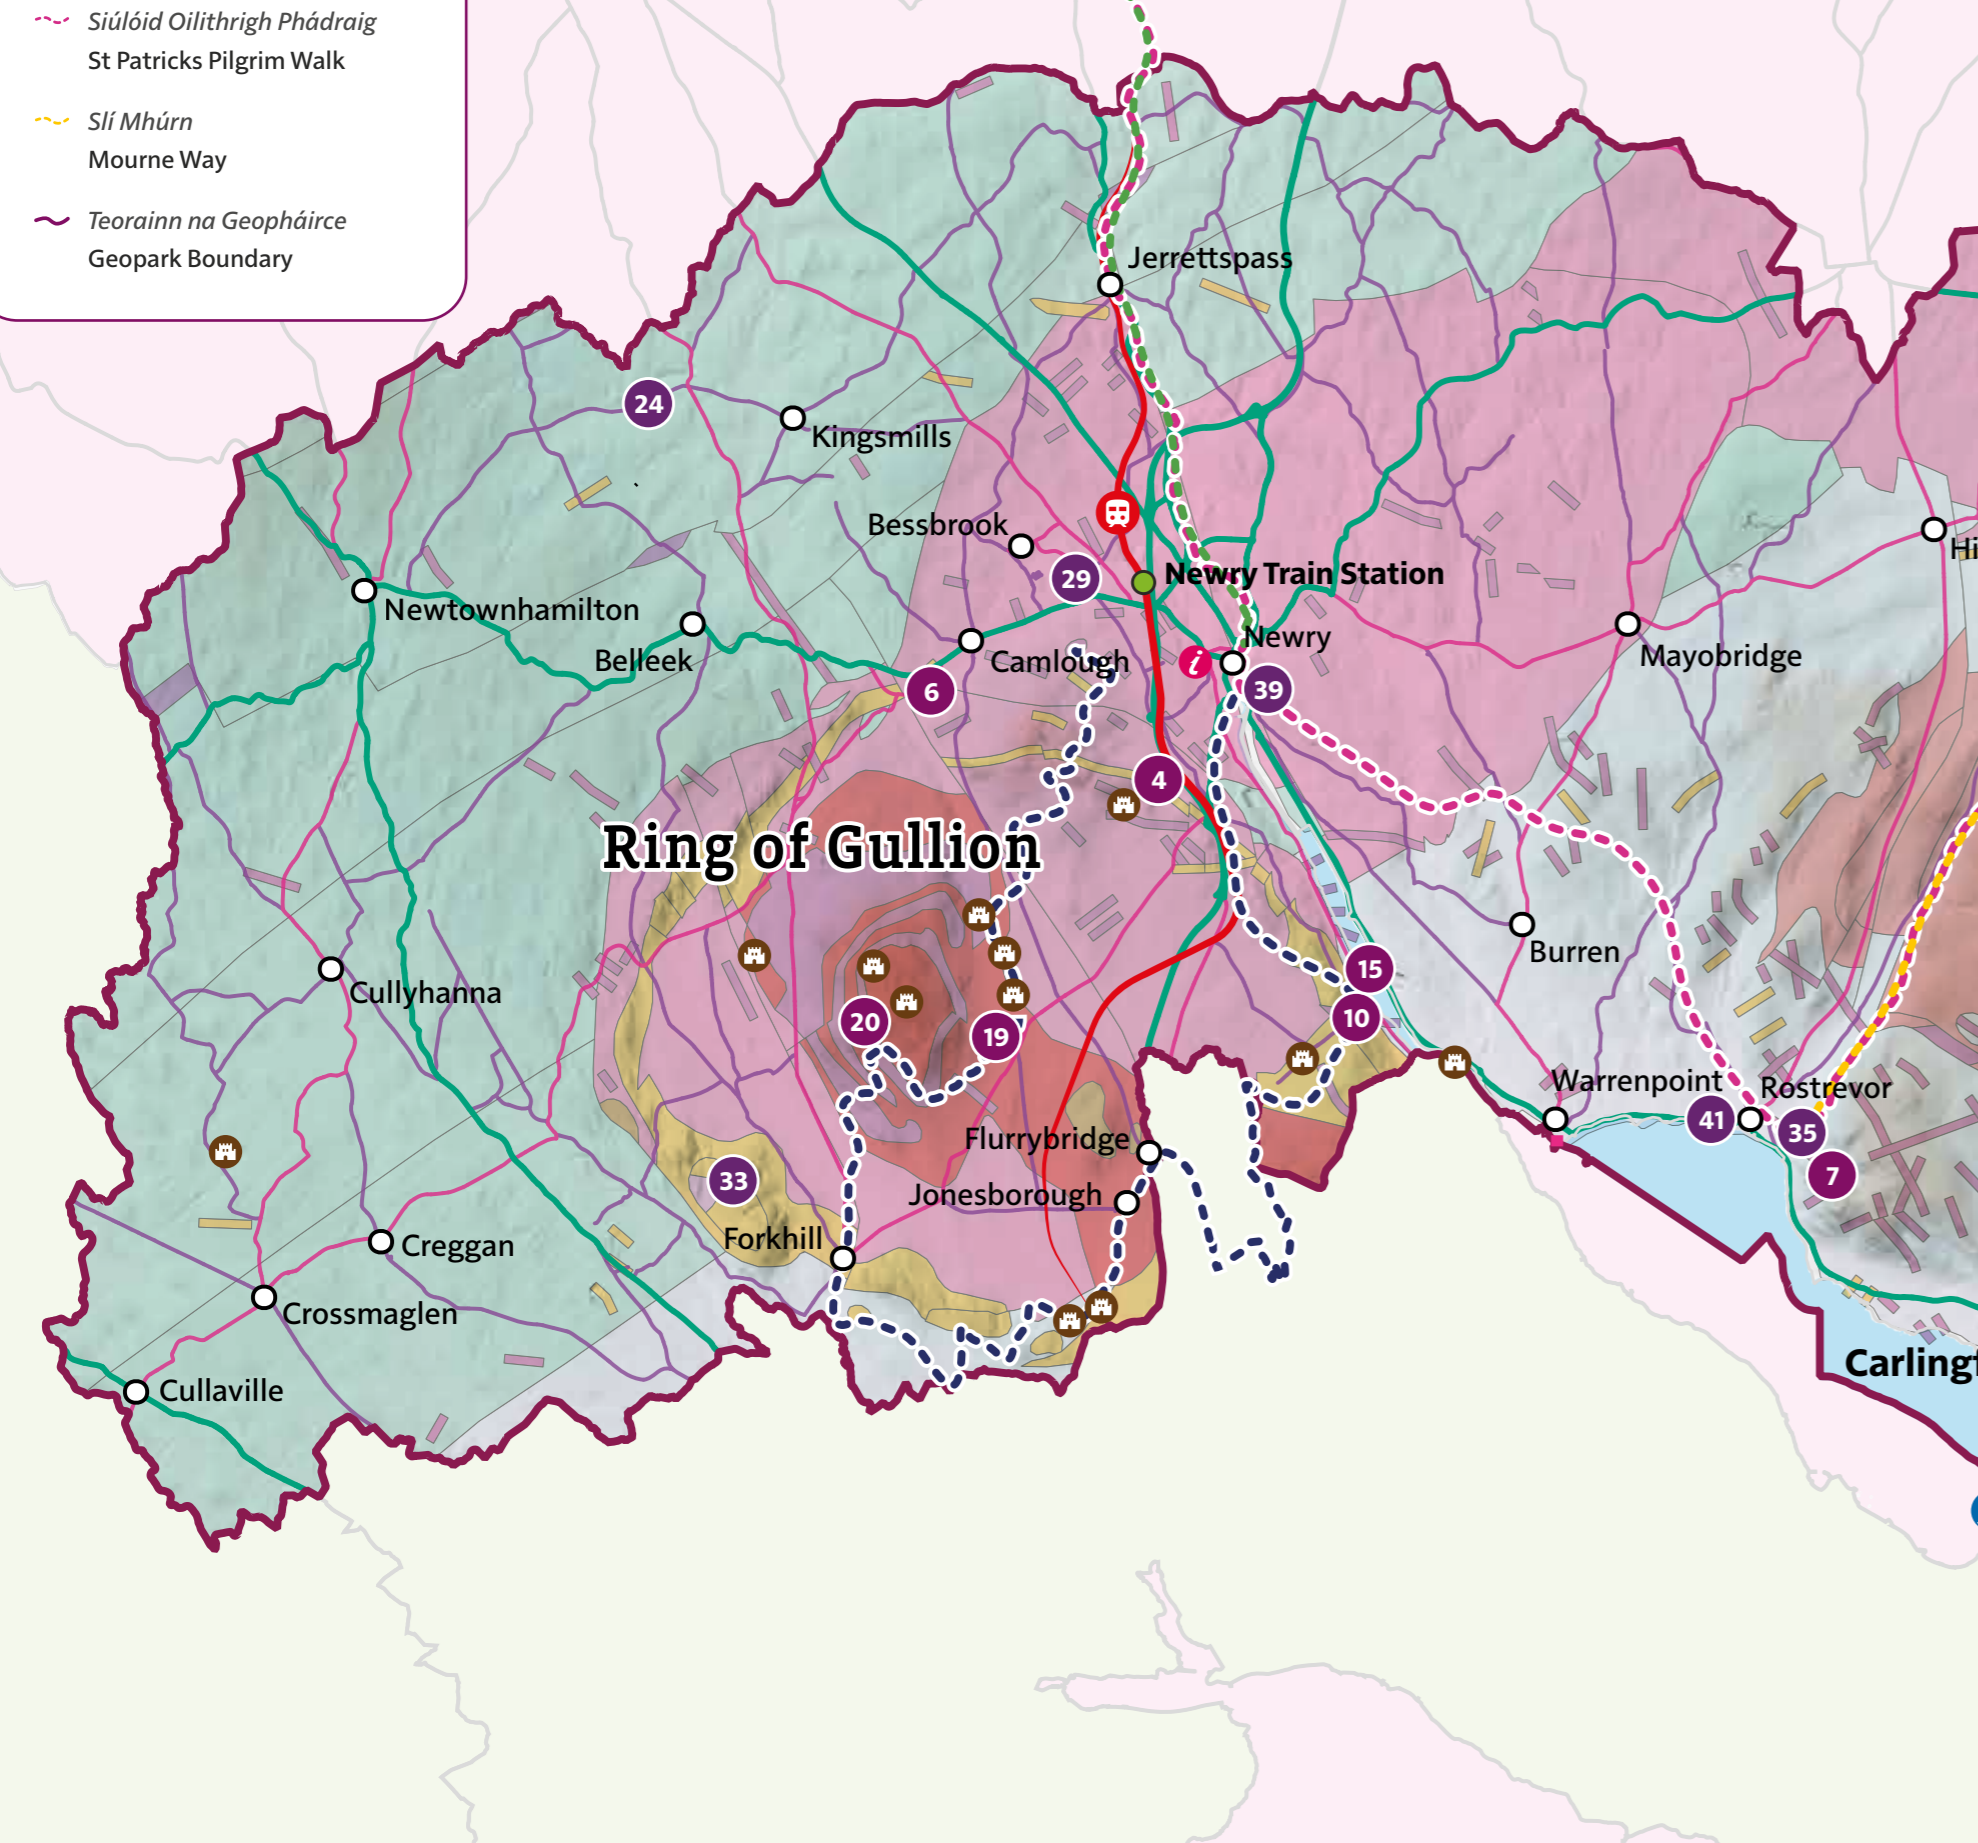 Siúlóid Oilithrigh Phádraig
St Patricks Pilgrim Walk
Slí Mhúrn
Mourne Way
Teorainn na Geopháirce
Geopark Boundary
Jerrettspass
24
Kingsmills
Bessbrook
Hi
29
Newry Train Station
Newtownhamilton
Newry
Belleek
Camlough
i
Mayobridge
6
39
4
Ring of Gullion
Burren
15
Cullyhanna
10
20
19
Warrenpoint
Rostrevor
41
35
Flurrybridge
7
33
Jonesborough
Forkhill
Creggan
Crossmaglen
Carlingf
Cullaville